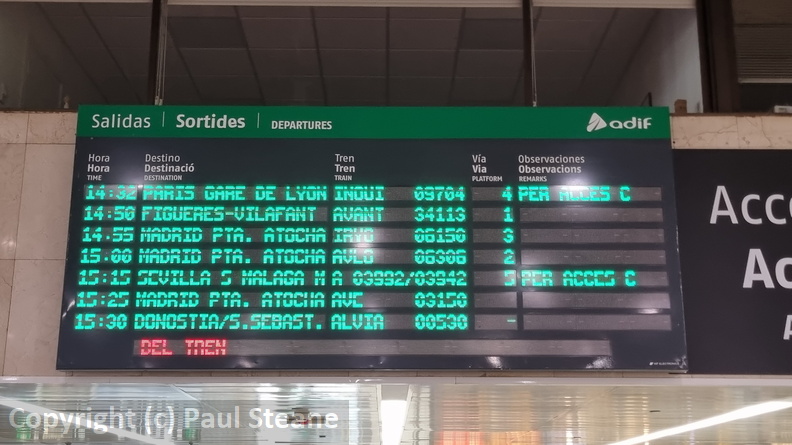 Salidas | Sortides | DEPARTURES adif
Hora Destino Tren Vía Observaciones
Hora Destinació Tren Via Observacions
TIME DESTINATION TRAIN PLATFORM REMARKS
14:32 PARIS GARE DE LYON INOUI 09704 4 PER ACCES C
14:50 FIGUERES-VILAFANT AVANT 34113 1
14:55 MADRID PTA. ATOCHA IRYO 06150 3
15:00 MADRID PTA. ATOCHA AVLO 06306 2
15:15 SEVILLA S MALAGA M A 03992/03942 5 PER ACCES C
15:25 MADRID PTA. ATOCHA AVE 03150
15:30 DONOSTIA/S.SEBAST. ALVIA 00530 -
DEL TREN
Acc
Ac
Copyright (c) Paul Steane